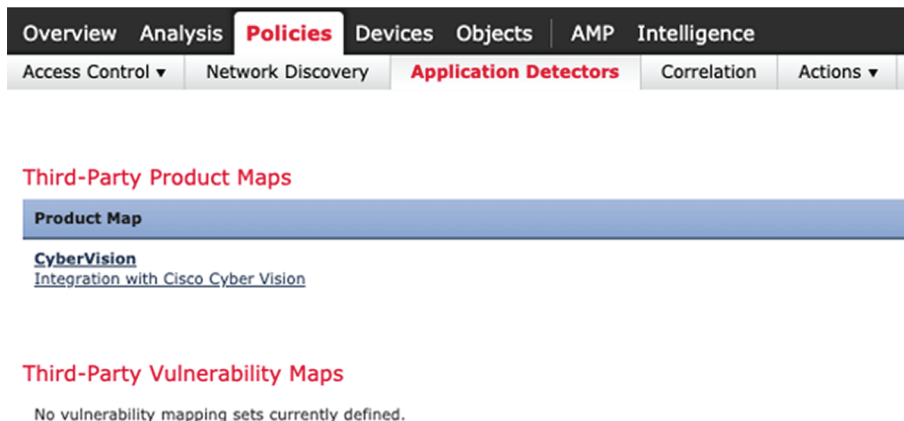 Overview Analysis Policies Devices Objects AMP Intelligence
Access Control ▾ Network Discovery Application Detectors Correlation Actions ▾
Third-Party Product Maps
Product Map
CyberVision
Integration with Cisco Cyber Vision
Third-Party Vulnerability Maps
No vulnerability mapping sets currently defined.